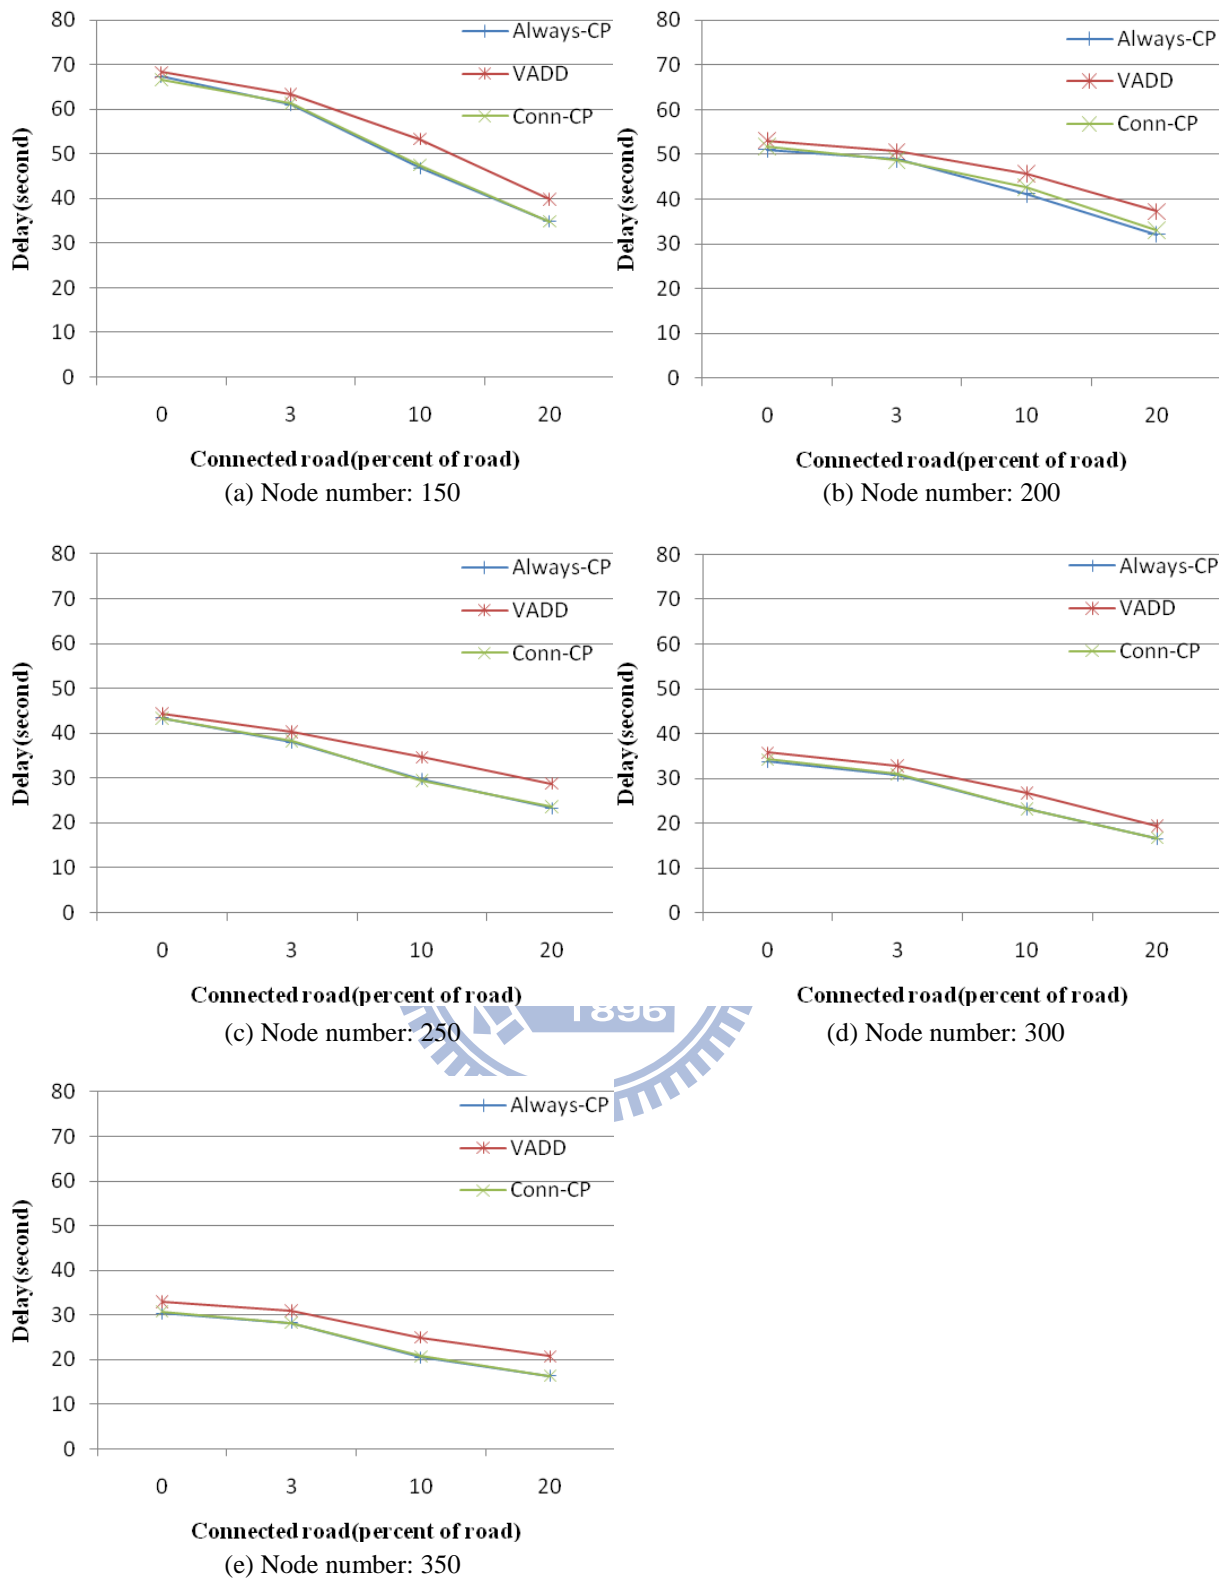 80
70
60
50
40
30
20
10
0
Delay(second)
Always-CP
VADD
Conn-CP
0 3 10 20
Connected road(percent of road)
(a) Node number: 150
80
70
60
50
40
30
20
10
0
Delay(second)
Always-CP
VADD
Conn-CP
0 3 10 20
Connected road(percent of road)
(b) Node number: 200
80
70
60
50
40
30
20
10
0
Delay(second)
Always-CP
VADD
Conn-CP
0 3 10 20
Connected road(percent of road)
(c) Node number: 250
80
70
60
50
40
30
20
10
0
Delay(second)
Always-CP
VADD
Conn-CP
0 3 10 20
Connected road(percent of road)
(d) Node number: 300
1896
80
70
60
50
40
30
20
10
0
Delay(second)
Always-CP
VADD
Conn-CP
0 3 10 20
Connected road(percent of road)
(e) Node number: 350